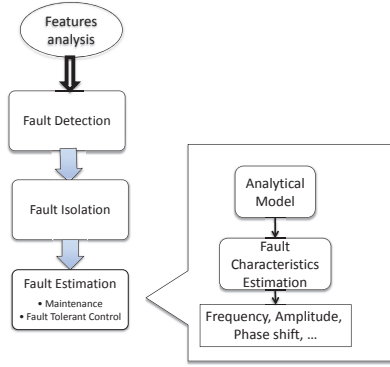 Features
analysis
Fault Detection
Fault Isolation
Fault Estimation
• Maintenance
• Fault Tolerant Control
Analytical
Model
Fault
Characteristics
Estimation
Frequency, Amplitude,
Phase shift, ...